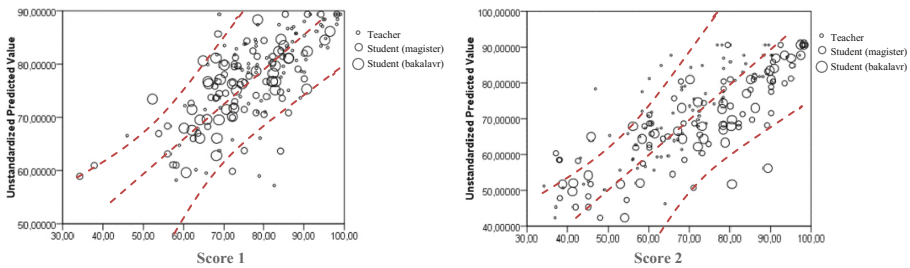 90,00000
80,00000
70,00000
60,00000
50,00000
Unstandardized Predicted Value
30,00 40,00 50,00 60,00 70,00 80,00 90,00 100,00
Score 1
Teacher
Student (magister)
Student (bakalavr)
100,00000
90,00000
80,00000
70,00000
60,00000
50,00000
40,00000
Unstandardized Predicted Value
30,00 40,00 50,00 60,00 70,00 80,00 90,00 100,00
Score 2
Teacher
Student (magister)
Student (bakalavr)